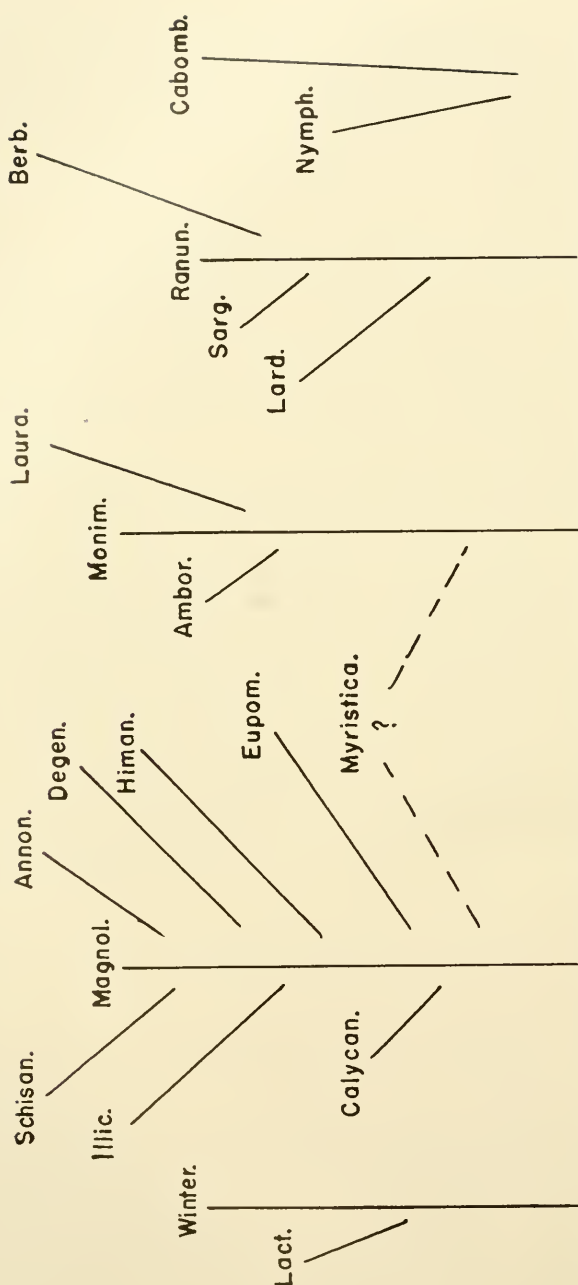 Lact.
Winter.
Illic.
Schisan.
Calycan.
Magnol.
Annon.
Degen.
Himan.
Eupom.
Myristica.
?
Ambor.
Monim.
Laura.
Lard.
Sarg.
Ranun.
Berb.
Nymph.
Cabomb.